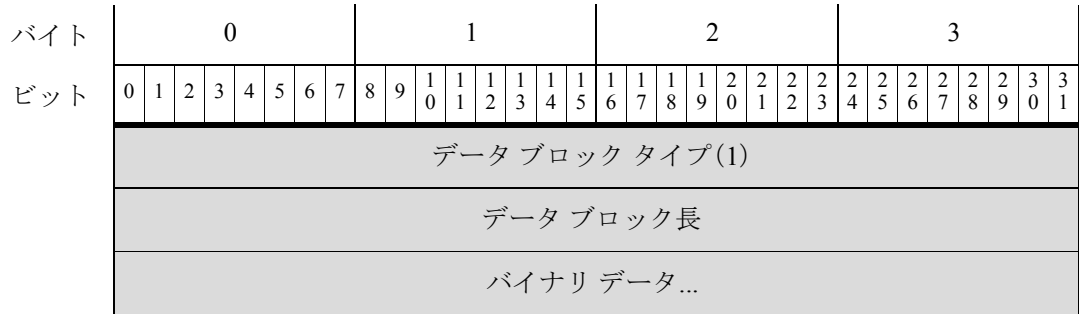 バイト 0 1 2 3
ビット 0 1 2 3 4 5 6 7 8 9 10 11 12 13 14 15 16 17 18 19 20 21 22 23 24 25 26 27 28 29 30 31
データ ブロック タイプ(1)
データ ブロック長
バイナリ データ...